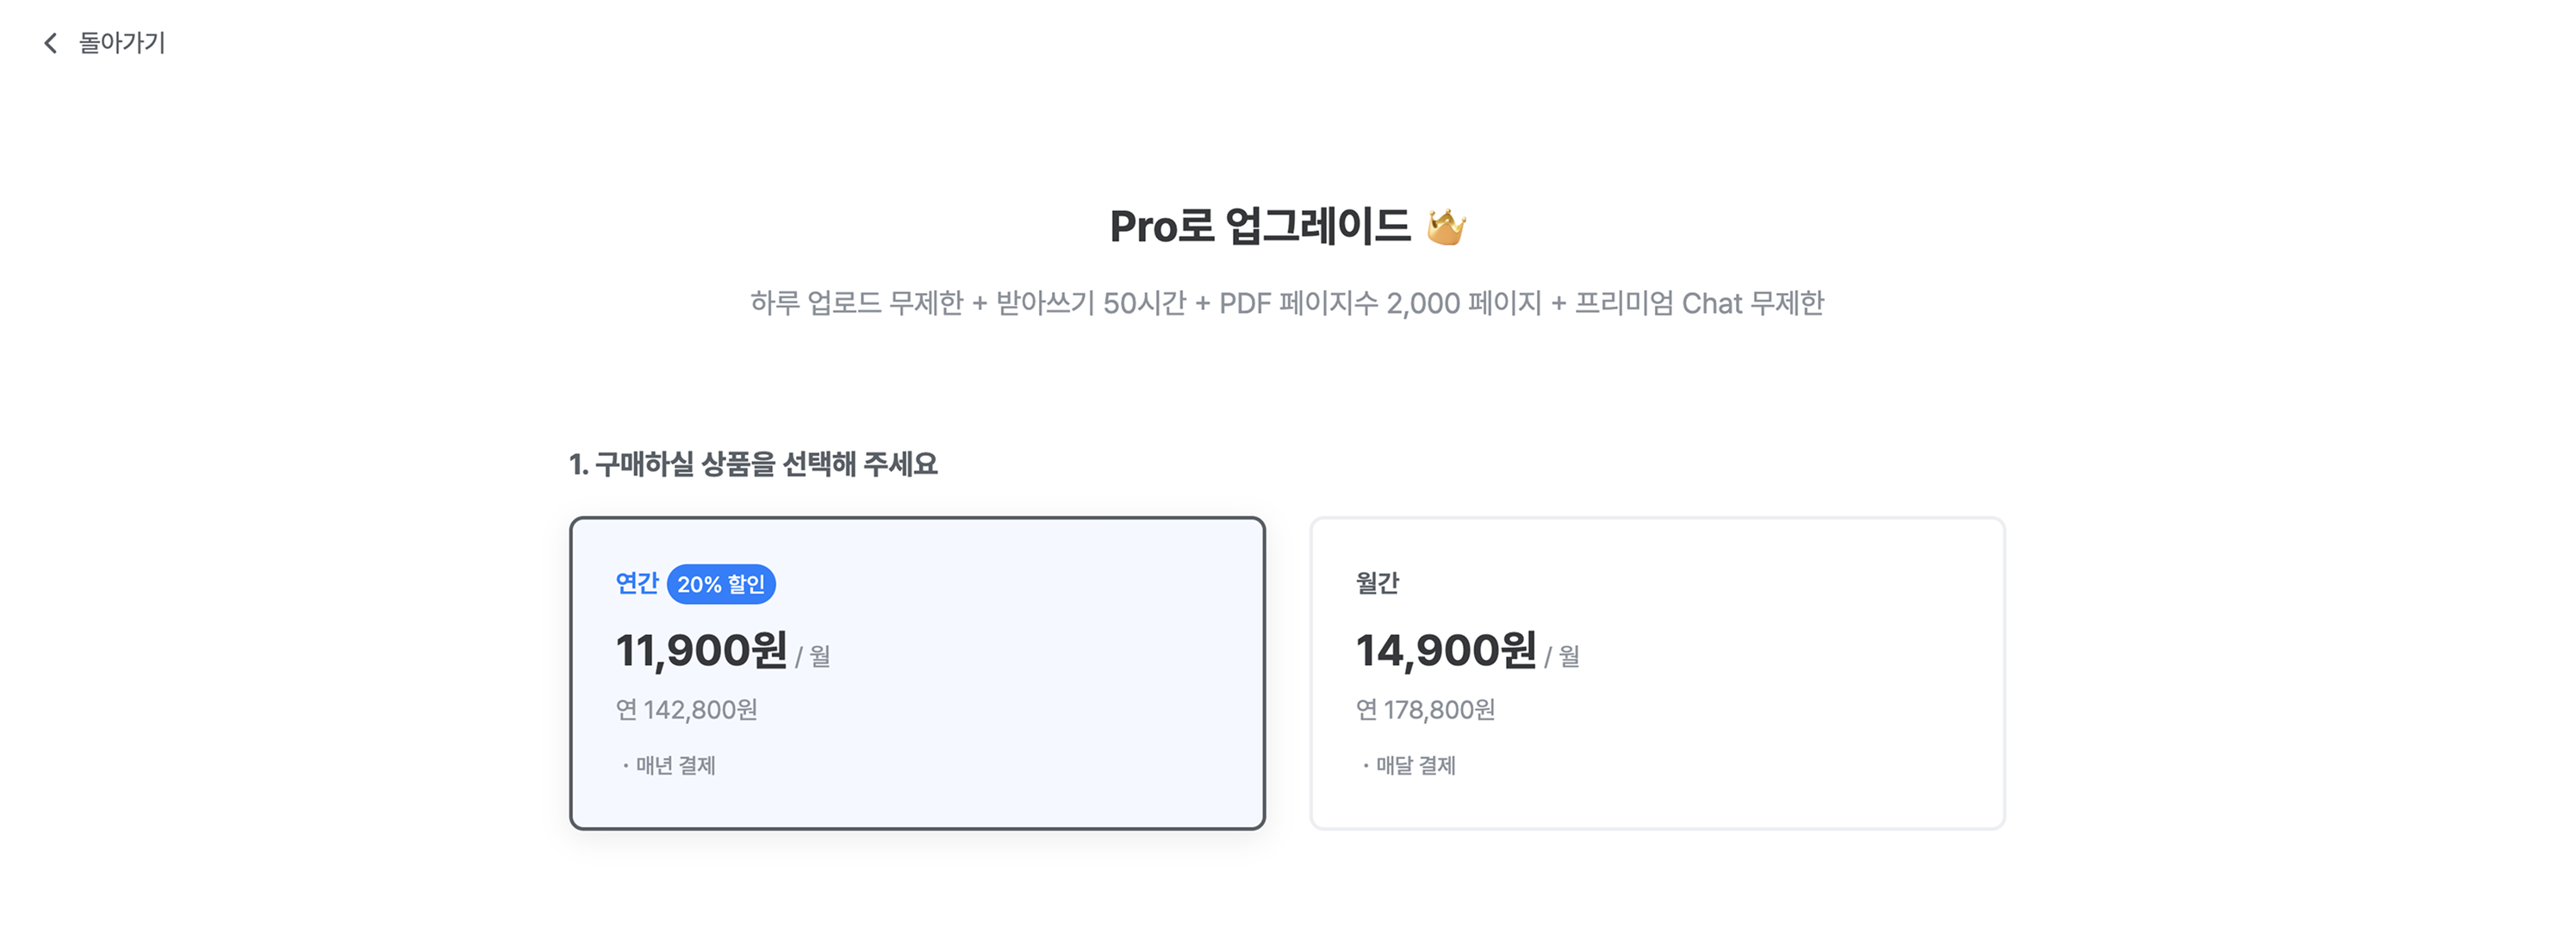 돌아가기
Pro로 업그레이드 👑
하루 업로드 무제한 + 받아쓰기 50시간 + PDF 페이지수 2,000 페이지 + 프리미엄 Chat 무제한
1. 구매하실 상품을 선택해 주세요
연간 20% 할인
11,900원 / 월
연 142,800원
· 매년 결제
월간
14,900원 / 월
연 178,800원
· 매달 결제